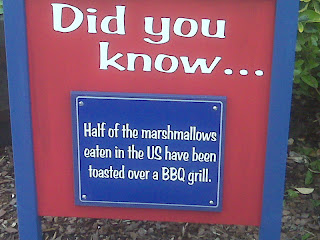 Did you
know...
Half of the marshmallows
eaten in the US have been
toasted over a BBQ grill.